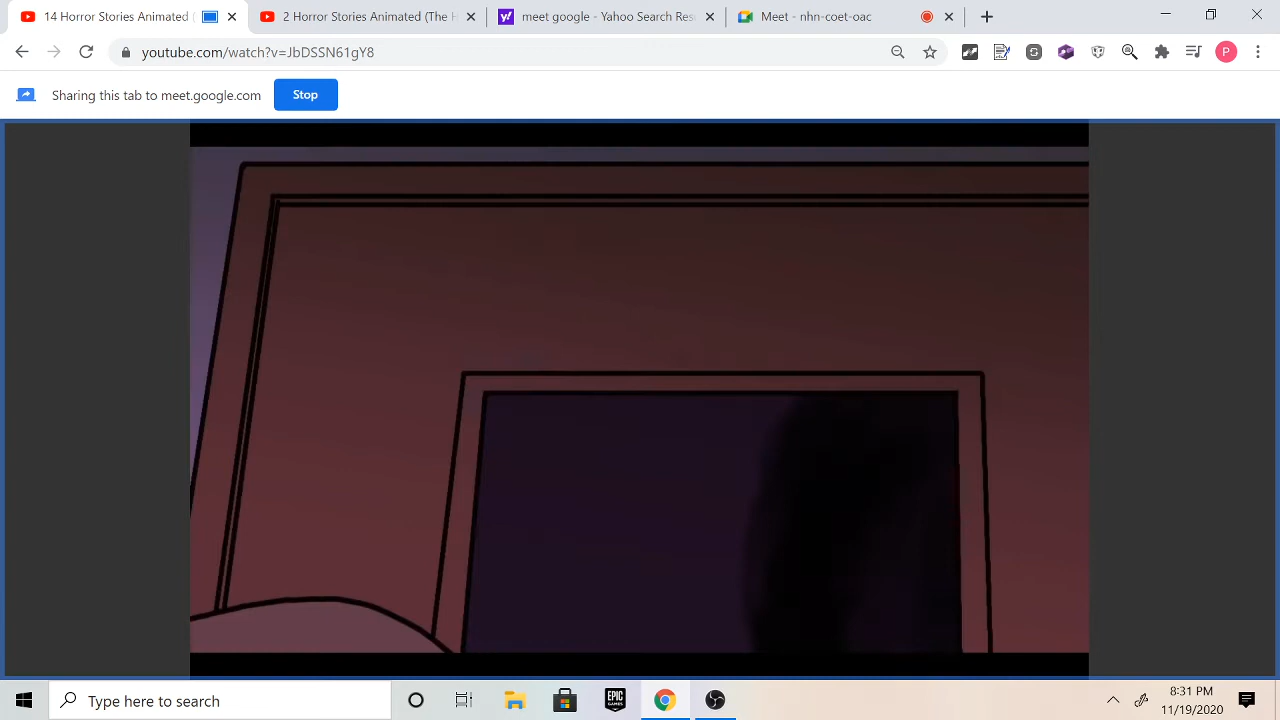 14 Horror Stories Animated (
2 Horror Stories Animated (The H
meet google - Yahoo Search Res
Meet - nhn-coet-oac
youtube.com/watch?v=JbDSSN61gY8
P
Sharing this tab to meet.google.com
Stop
Type here to search
EPIC
GAMES
8:31 PM
11/19/2020